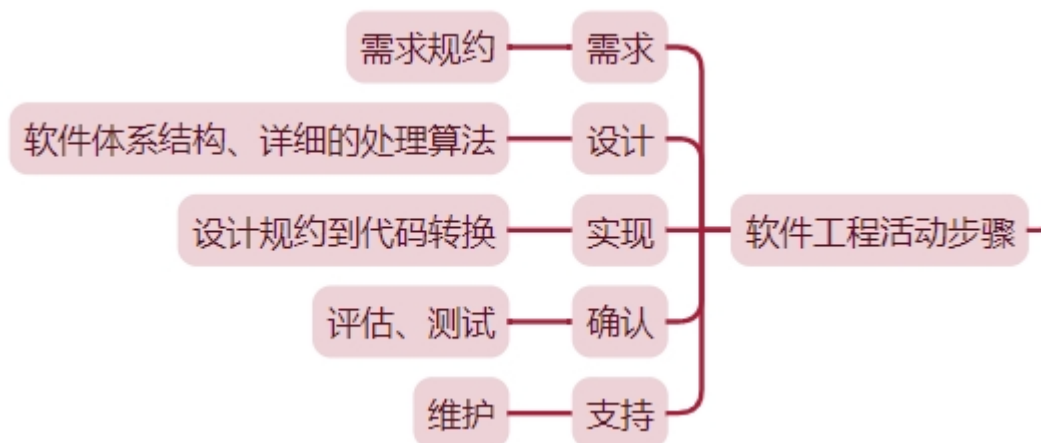 需求规约
需求
软件体系结构、详细的处理算法
设计
设计规约到代码转换
实现
软件工程活动步骤
评估、测试
确认
维护
支持